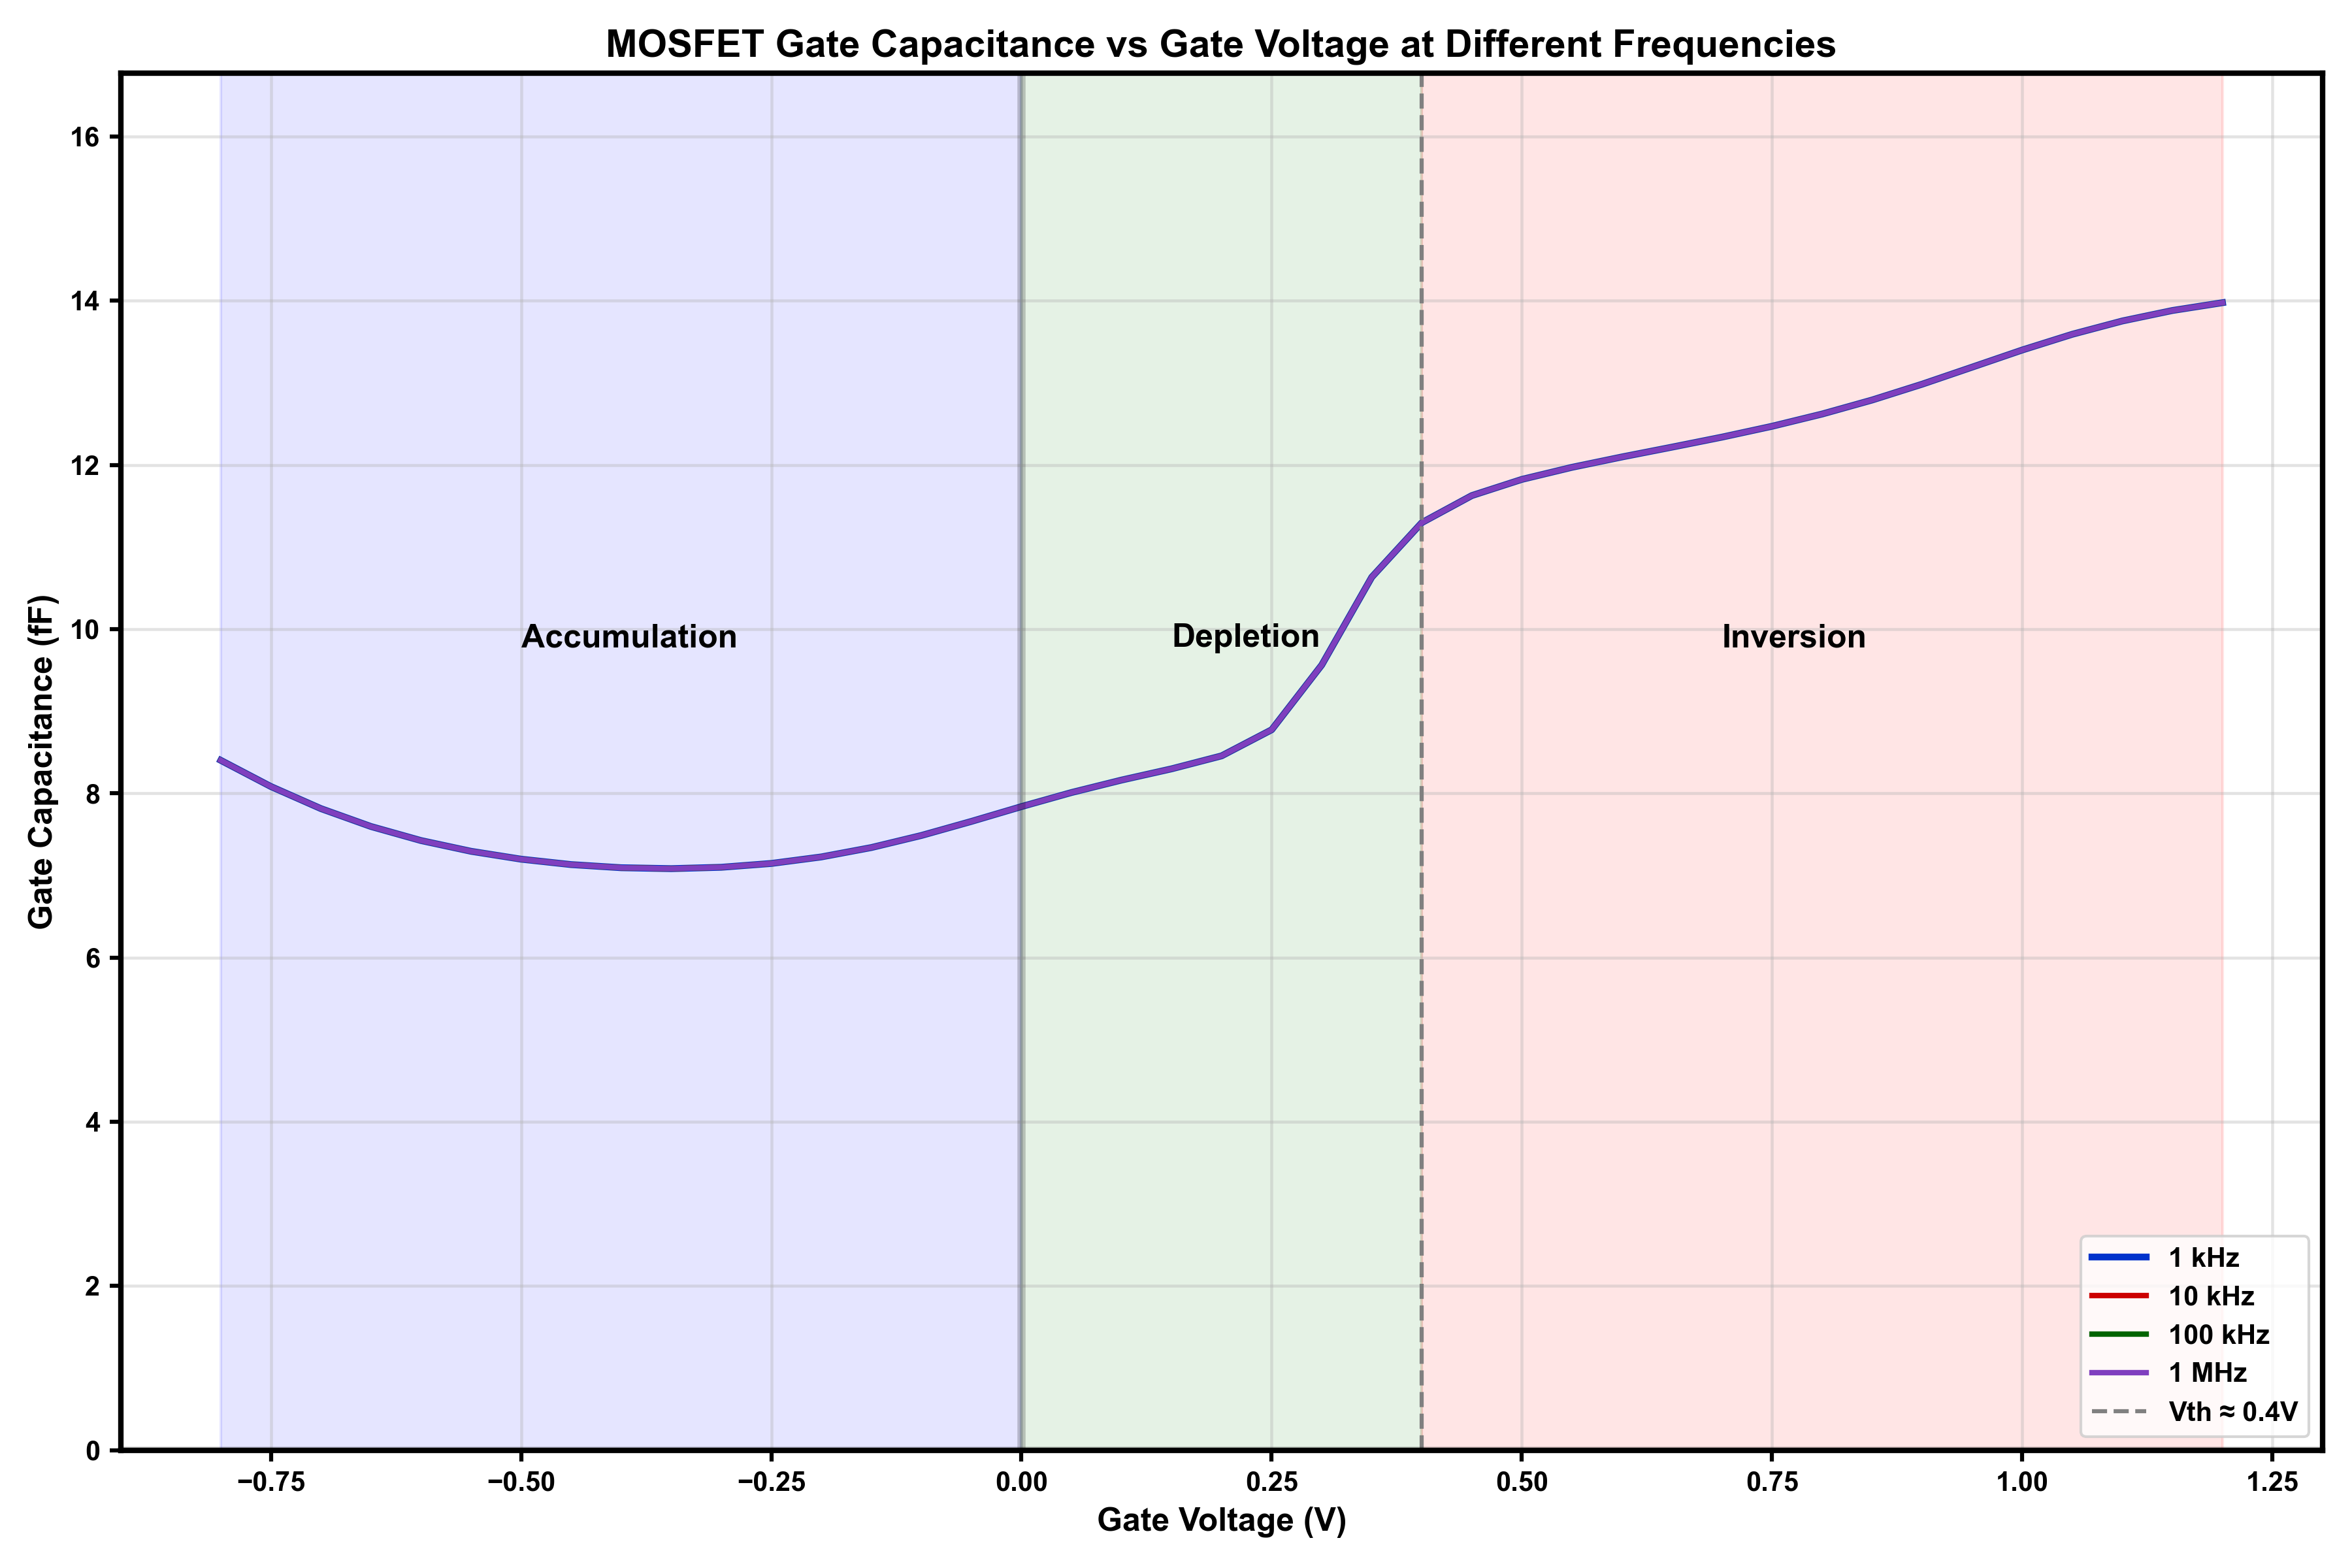 MOSFET Gate Capacitance vs Gate Voltage at Different Frequencies
Gate Capacitance (fF)
16
14
12
10
8
6
4
2
0
Accumulation
Depletion
Inversion
1 kHz
10 kHz
100 kHz
1 MHz
Vth ≈ 0.4V
−0.75
−0.50
−0.25
0.00
0.25
0.50
0.75
1.00
1.25
Gate Voltage (V)